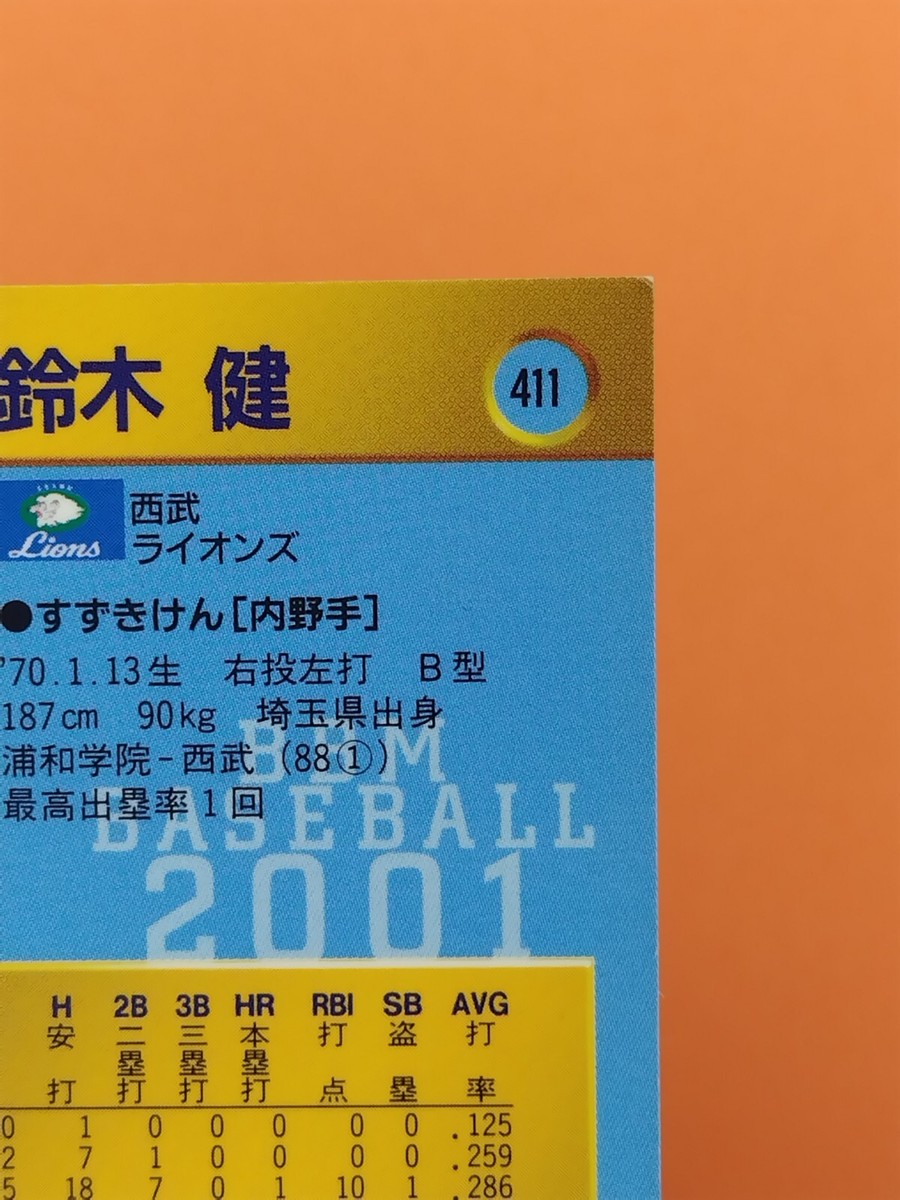 鈴木 健
411
Lions
西武
ライオンズ
●すずきけん[内野手]
'70.1.13生 右投左打 B型
187cm 90kg 埼玉県出身
浦和学院-西武(88①)
最高出塁率1回
BBM
BASEBALL
2001
H 2B 3B HR RBI SB AVG
安打 二塁打 三塁打 本塁打 打点 盗塁 打率
0 1 0 0 0 0 0 .125
2 7 1 0 0 0 0 .259
5 18 7 0 1 10 1 .286